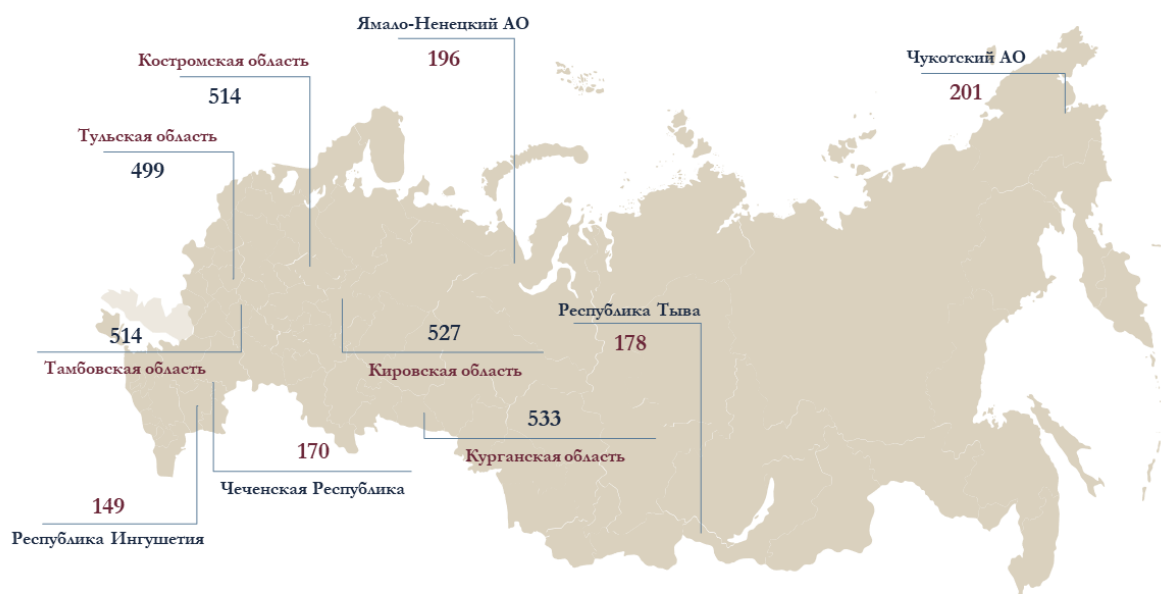 Ямало-Ненецкий АО
196
Чукотский АО
201
Костромская область
514
Тульская область
499
Республика Тыва
178
514
Тамбовская область
527
Кировская область
533
Курганская область
170
Чеченская Республика
149
Республика Ингушетия